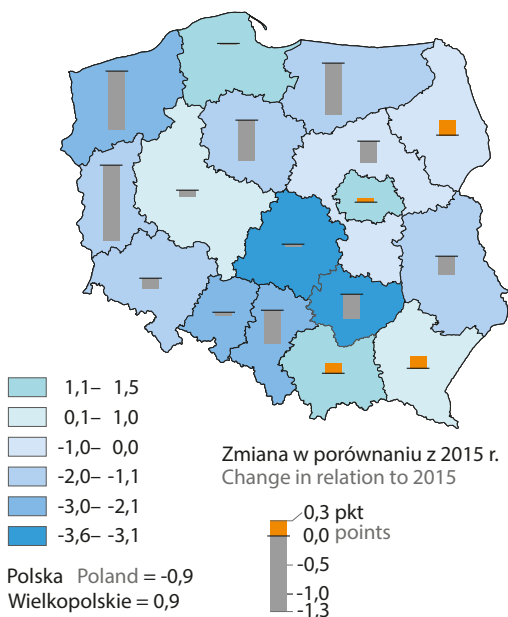 1,1– 1,5
0,1– 1,0
-1,0– 0,0
-2,0– -1,1
-3,0– -2,1
-3,6– -3,1
Polska Poland = -0,9
Wielkopolskie = 0,9
Zmiana w porównaniu z 2015 r.
Change in relation to 2015
0,3 pkt
0,0 points
-0,5
-1,0
-1,3